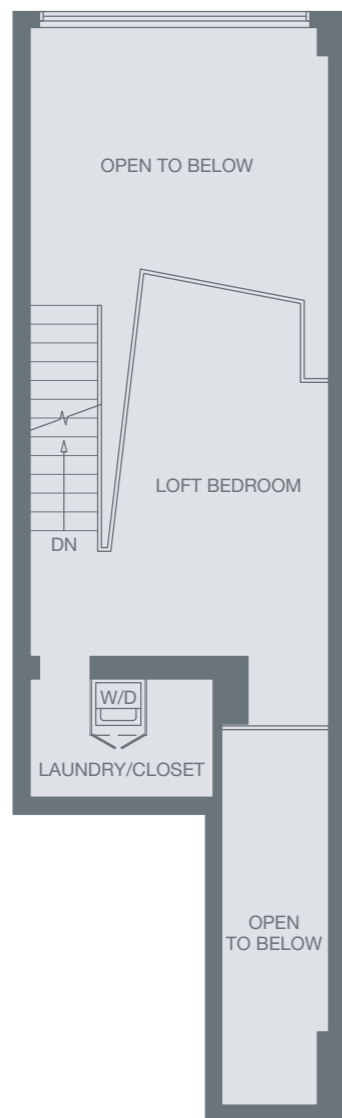 OPEN TO BELOW
LOFT BEDROOM
DN
W/D
LAUNDRY/CLOSET
OPEN
TO BELOW